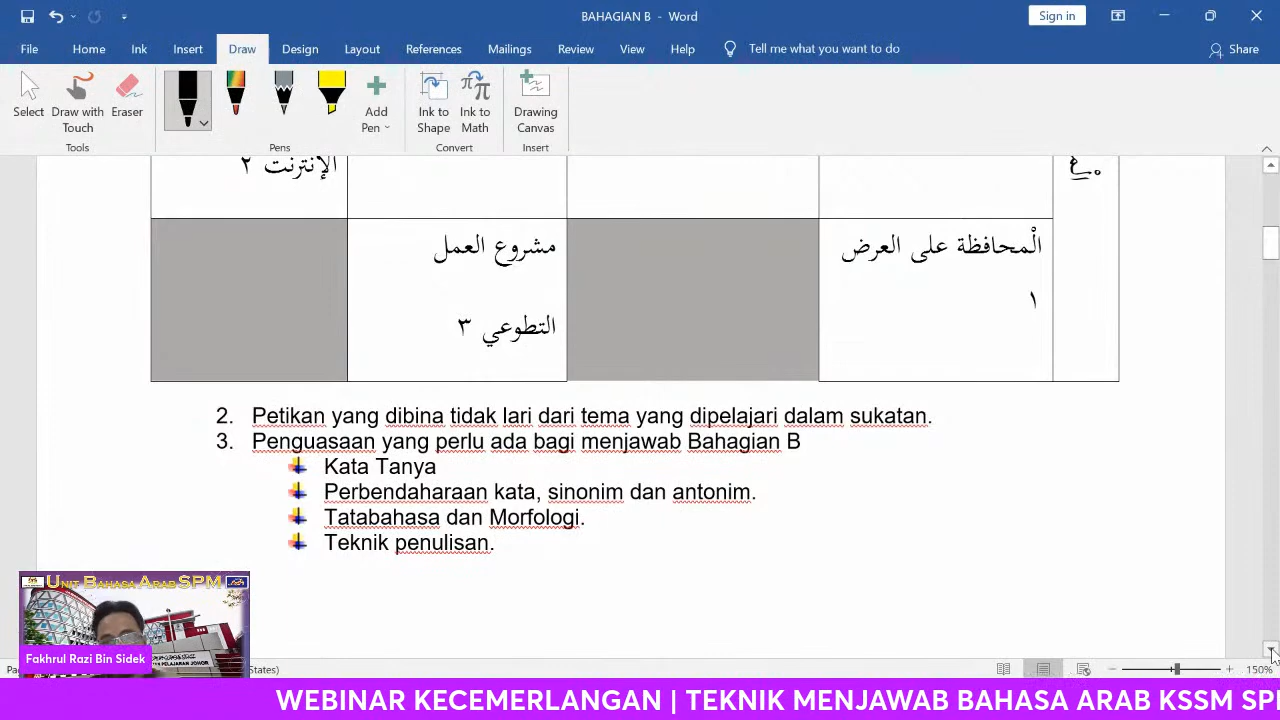 BAHAGIAN B - Word
Sign in
File Home Ink Insert Draw Design Layout References Mailings Review View Help Tell me what you want to do Share
Select
Draw with Touch
Eraser
Add Pen
Ink to Shape
Ink to Math
Drawing Canvas
Tools
Pens
Convert
Insert
الإنترنت ٢
الْمحافظة على العرض
١
مشروع العمل
التطوعي ٣
2. Petikan yang dibina tidak lari dari tema yang dipelajari dalam sukatan.
3. Penguasaan yang perlu ada bagi menjawab Bahagian B
Kata Tanya
Perbendaharaan kata, sinonim dan antonim.
Tatabahasa dan Morfologi.
Teknik penulisan.
UNIT BAHASA ARAB SPM
PELAJARAN JOHOR
Fakhrul Razi Bin Sidek
States)
150%
WEBINAR KECEMERLANGAN | TEKNIK MENJAWAB BAHASA ARAB KSSM SP